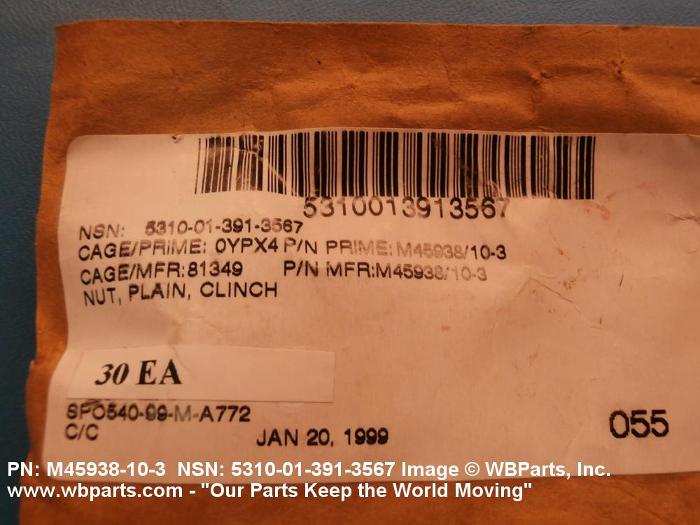 5310013913567
NSN: 5310-01-391-3567
CAGE/PRIME: 0YPX4 P/N PRIME: M45938/10-3
CAGE/MFR:81349 P/N MFR:M45938/10-3
NUT, PLAIN, CLINCH
30 EA
SPO540-99-M-A772
C/C
JAN 20, 1999
055
PN: M45938-10-3 NSN: 5310-01-391-3567 Image © WBParts, Inc.
www.wbparts.com - "Our Parts Keep the World Moving"